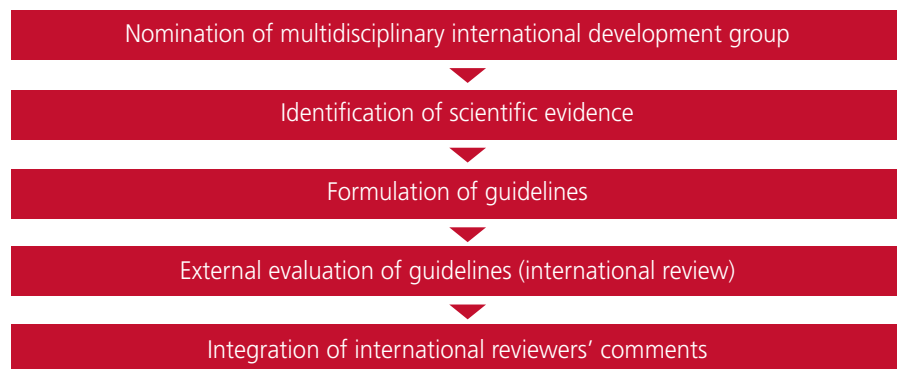 Nomination of multidisciplinary international development group
Identification of scientific evidence
Formulation of guidelines
External evaluation of guidelines (international review)
Integration of international reviewers’ comments